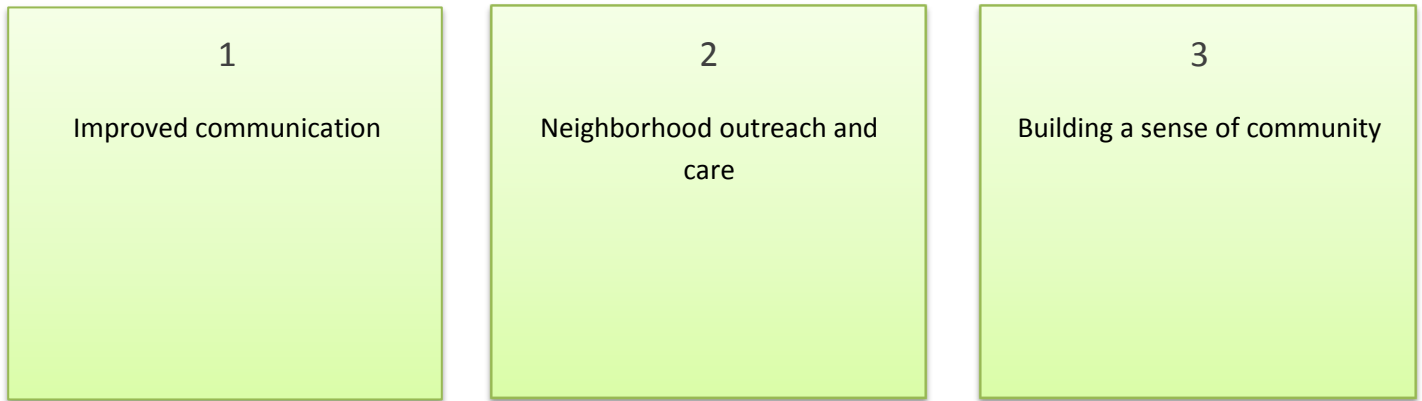 1
Improved communication
2
Neighborhood outreach and
care
3
Building a sense of community